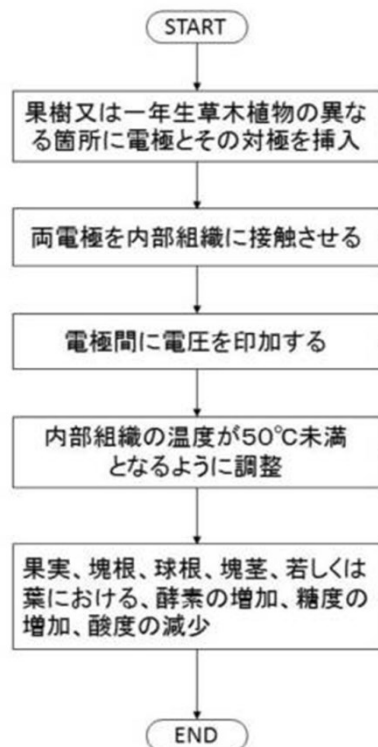 START
果樹又は一年生草木植物の異な
る箇所に電極とその対極を挿入
両電極を内部組織に接触させる
電極間に電圧を印加する
内部組織の温度が50℃未満
となるように調整
果実、塊根、球根、塊茎、若しくは
葉における、酵素の増加、糖度の
増加、酸度の減少
END